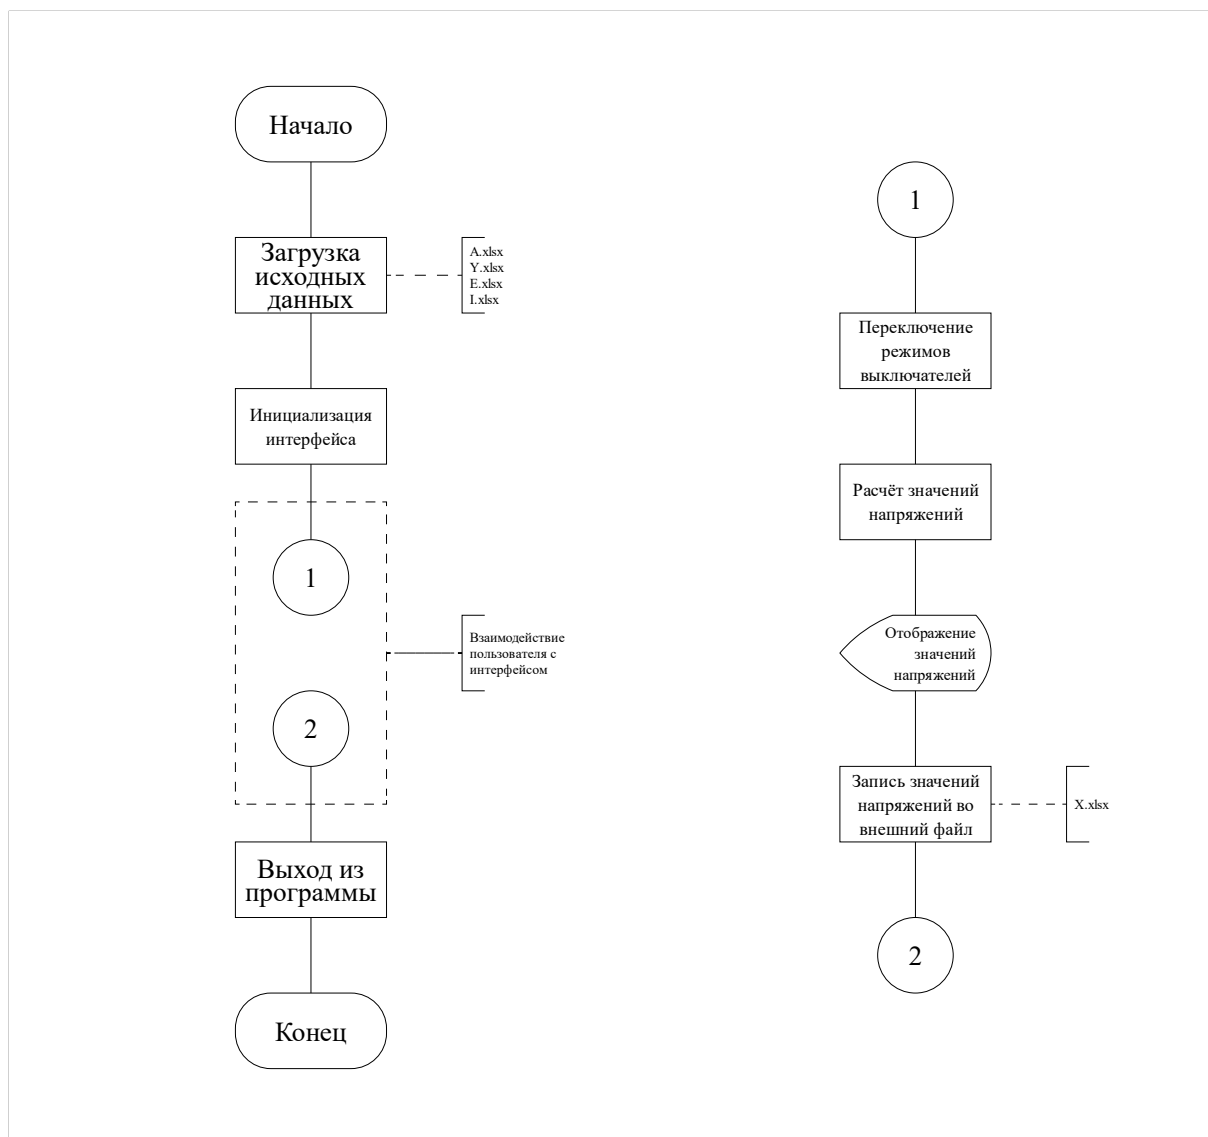 Начало
Загрузка
исходных
данных
A.xlsx
Y.xlsx
E.xlsx
I.xlsx
Инициализация
интерфейса
1
Взаимодействие
пользователя с
интерфейсом
2
Выход из
программы
Конец
1
Переключение
режимов
выключателей
Расчёт значений
напряжений
Отображение
значений
напряжений
Запись значений
напряжений во
внешний файл
X.xlsx
2